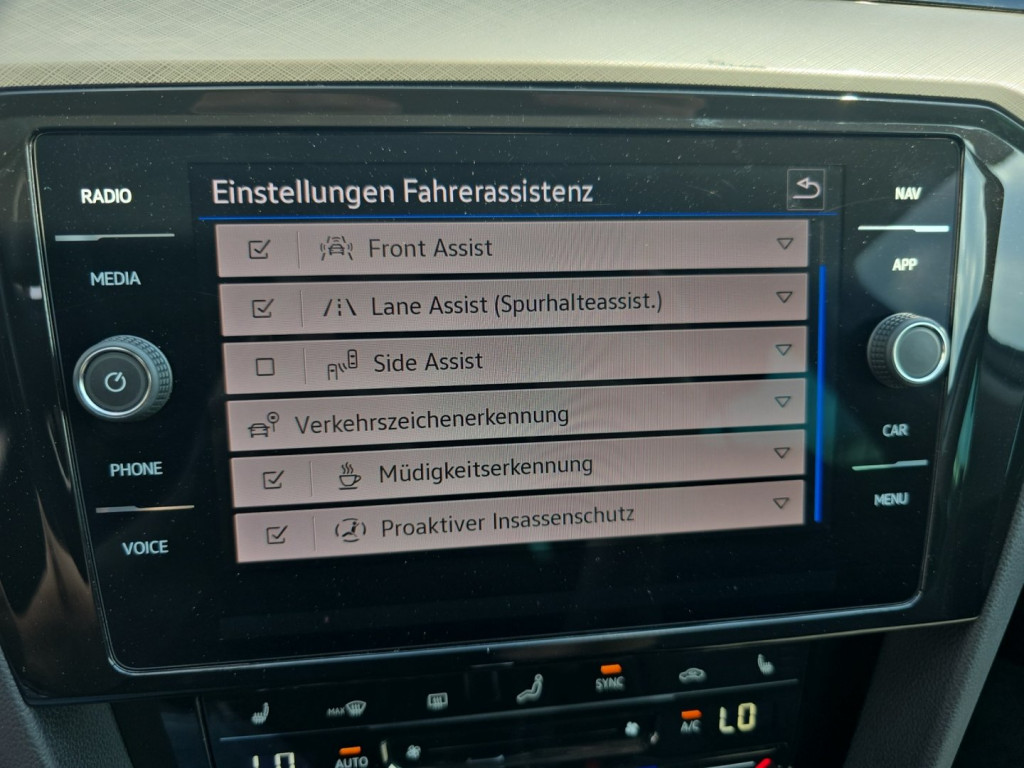 RADIO
MEDIA
PHONE
VOICE
Einstellungen Fahrerassistenz
Front Assist
Lane Assist (Spurhalteassist.)
Side Assist
Verkehrszeichenerkennung
Müdigkeitserkennung
Proaktiver Insassenschutz
NAV
APP
CAR
MENU
MAX
SYNC
LO
AUTO
A/C
LO